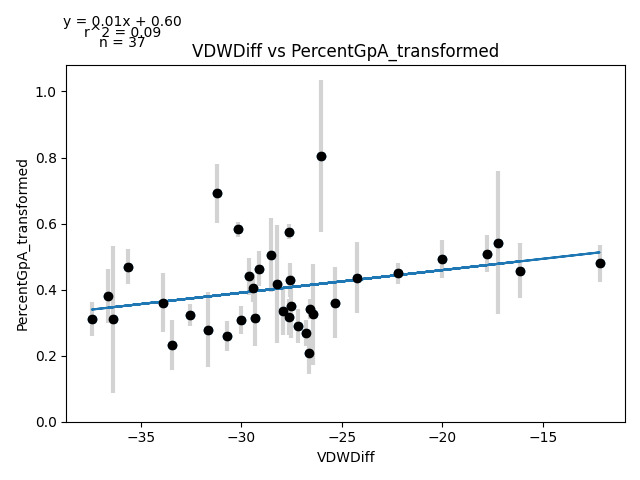 y = 0.01x + 0.60
r^2 = 0.09
n = 37
VDWDiff vs PercentGpA_transformed
1.0
0.8
0.6
0.4
0.2
0.0
PercentGpA_transformed
−35
−30
−25
−20
−15
VDWDiff